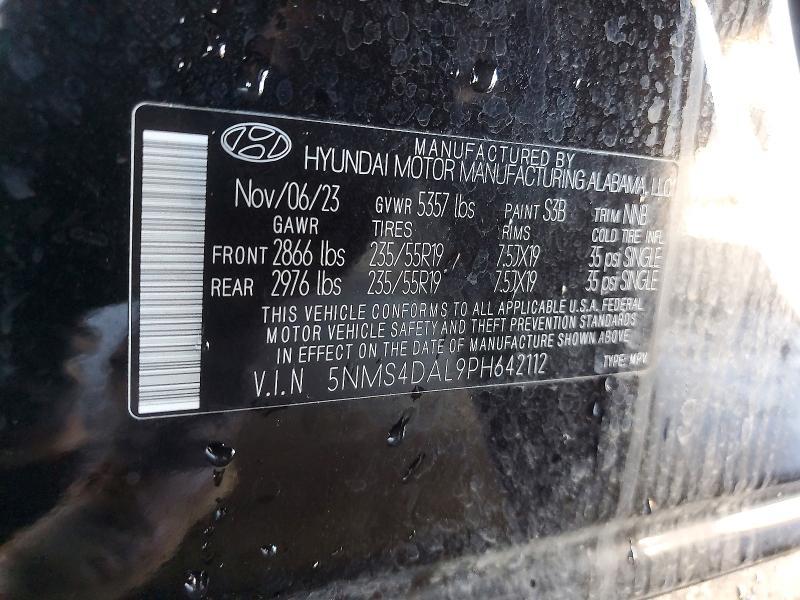 MANUFACTURED BY
HYUNDAI MOTOR MANUFACTURING ALABAMA, LLC
Nov/06/23 GVWR 5357 lbs PAINT S3B TRIM NNB
GAWR TIRES RIMS COLD TIRE INFL
FRONT 2866 lbs 235/55R19 7.5JX19 35 psi SINGLE
REAR 2976 lbs 235/55R19 7.5JX19 35 psi SINGLE
THIS VEHICLE CONFORMS TO ALL APPLICABLE U.S.A. FEDERAL
MOTOR VEHICLE SAFETY AND THEFT PREVENTION STANDARDS
IN EFFECT ON THE DATE OF MANUFACTURE SHOWN ABOVE
V.I.N 5NMS4DAL9PH642112 TYPE: MPV